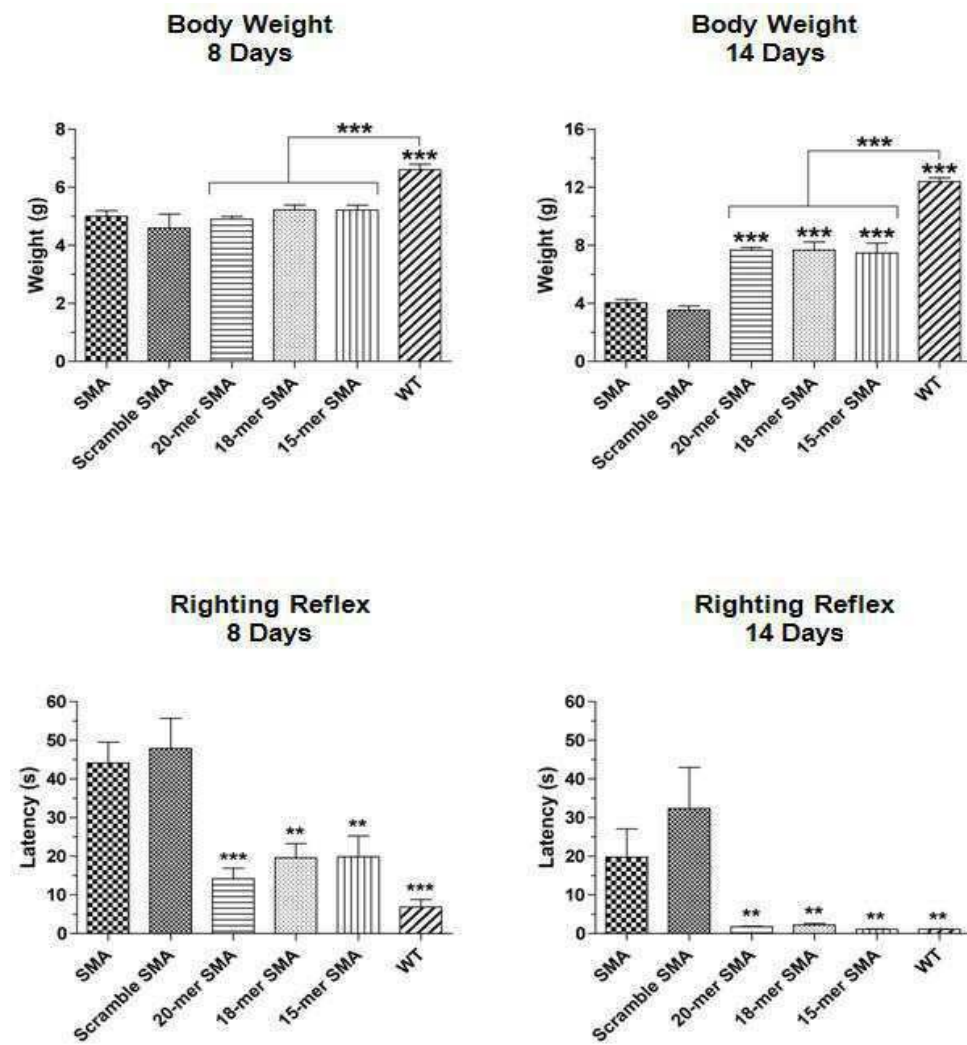 Body Weight
8 Days
Weight (g)
8
6
4
2
0
***
***
SMA
Scramble SMA
20-mer SMA
18-mer SMA
15-mer SMA
WT
Body Weight
14 Days
Weight (g)
16
12
8
4
0
***
***
***
***
***
SMA
Scramble SMA
20-mer SMA
18-mer SMA
15-mer SMA
WT
Righting Reflex
8 Days
Latency (s)
60
50
40
30
20
10
0
***
**
**
***
SMA
Scramble SMA
20-mer SMA
18-mer SMA
15-mer SMA
WT
Righting Reflex
14 Days
Latency (s)
60
50
40
30
20
10
0
**
**
**
**
SMA
Scramble SMA
20-mer SMA
18-mer SMA
15-mer SMA
WT